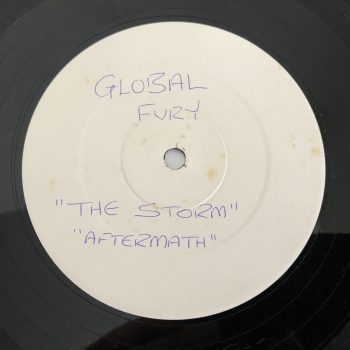 GLOBAL
FURY
"THE STORM"
"AFTERMATH"